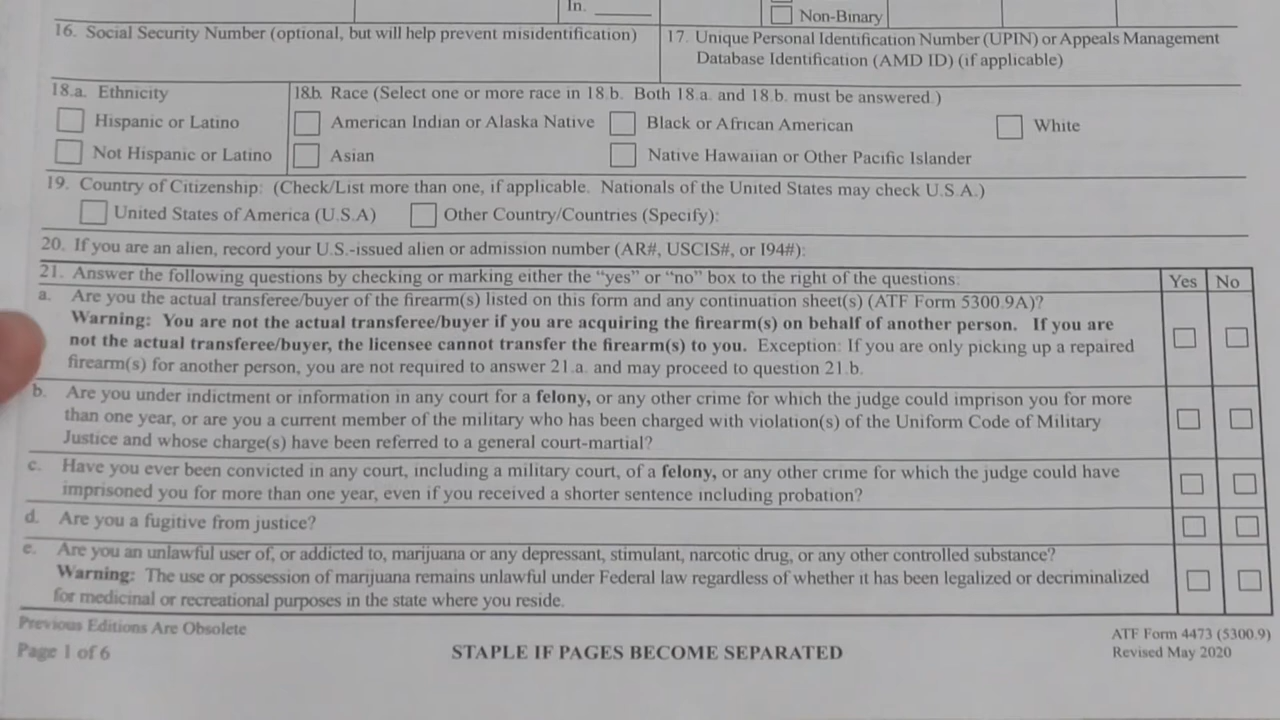 In.
Non-Binary
16. Social Security Number (optional, but will help prevent misidentification)
17. Unique Personal Identification Number (UPIN) or Appeals Management
Database Identification (AMD ID) (if applicable)
18.a. Ethnicity
18.b. Race (Select one or more race in 18.b. Both 18.a. and 18.b. must be answered.)
Hispanic or Latino
American Indian or Alaska Native
Black or African American
White
Not Hispanic or Latino
Asian
Native Hawaiian or Other Pacific Islander
19. Country of Citizenship: (Check/List more than one, if applicable. Nationals of the United States may check U.S.A.)
United States of America (U.S.A)
Other Country/Countries (Specify):
20. If you are an alien, record your U.S.-issued alien or admission number (AR#, USCIS#, or I94#):
21. Answer the following questions by checking or marking either the “yes” or “no” box to the right of the questions:
Yes
No
a. Are you the actual transferee/buyer of the firearm(s) listed on this form and any continuation sheet(s) (ATF Form 5300.9A)?
Warning: You are not the actual transferee/buyer if you are acquiring the firearm(s) on behalf of another person. If you are
not the actual transferee/buyer, the licensee cannot transfer the firearm(s) to you. Exception: If you are only picking up a repaired
firearm(s) for another person, you are not required to answer 21.a. and may proceed to question 21.b.
b. Are you under indictment or information in any court for a felony, or any other crime for which the judge could imprison you for more
than one year, or are you a current member of the military who has been charged with violation(s) of the Uniform Code of Military
Justice and whose charge(s) have been referred to a general court-martial?
c. Have you ever been convicted in any court, including a military court, of a felony, or any other crime for which the judge could have
imprisoned you for more than one year, even if you received a shorter sentence including probation?
d. Are you a fugitive from justice?
e. Are you an unlawful user of, or addicted to, marijuana or any depressant, stimulant, narcotic drug, or any other controlled substance?
Warning: The use or possession of marijuana remains unlawful under Federal law regardless of whether it has been legalized or decriminalized
for medicinal or recreational purposes in the state where you reside.
Previous Editions Are Obsolete
Page 1 of 6
STAPLE IF PAGES BECOME SEPARATED
ATF Form 4473 (5300.9)
Revised May 2020